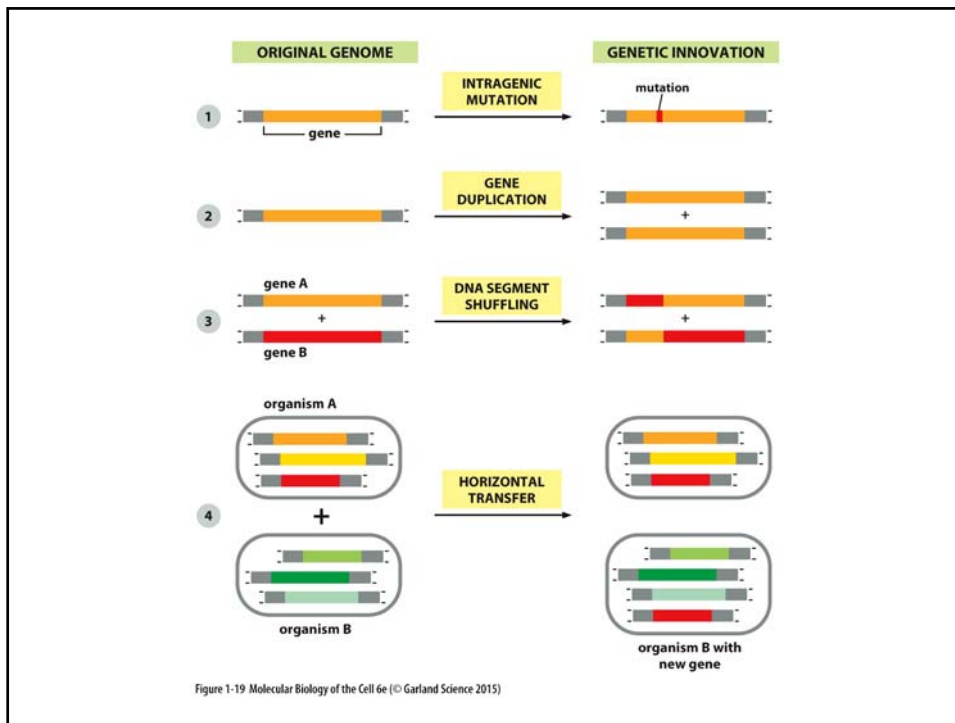 ORIGINAL GENOME
GENETIC INNOVATION
INTRAGENIC
MUTATION
mutation
1
gene
GENE
DUPLICATION
2
+
gene A
DNA SEGMENT
SHUFFLING
3
+
+
gene B
organism A
HORIZONTAL
TRANSFER
4
+
organism B
organism B with
new gene
Figure 1-19 Molecular Biology of the Cell 6e (© Garland Science 2015)